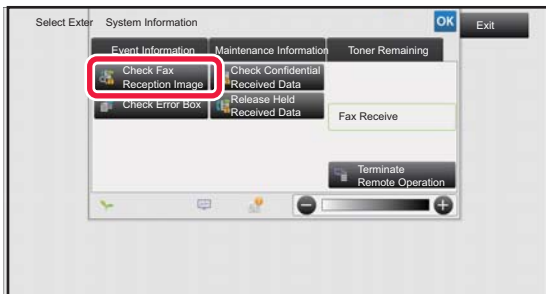 Select Exter
System Information
OK
Exit
Event Information
Maintenance Information
Toner Remaining
Check Fax
Reception Image
Check Confidential
Received Data
Check Error Box
Release Held
Received Data
Fax Receive
Terminate
Remote Operation